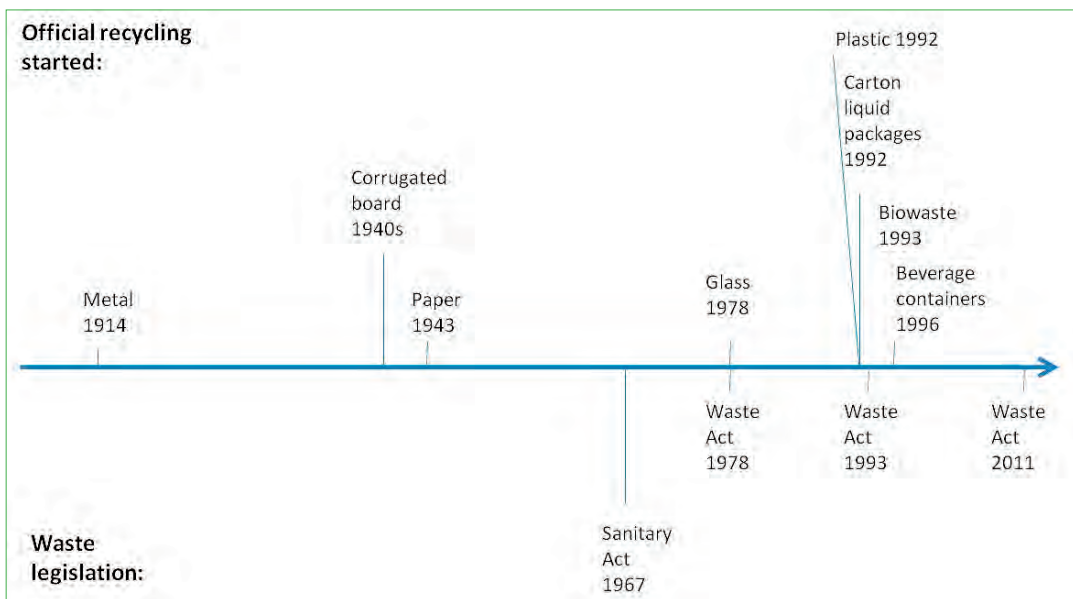 Official recycling
started:
Plastic 1992
Carton
liquid
packages
1992
Corrugated
board
1940s
Biowaste
1993
Beverage
containers
1996
Glass
1978
Metal
1914
Paper
1943
Waste
Act
1978
Waste
Act
1993
Waste
Act
2011
Sanitary
Act
1967
Waste
legislation: